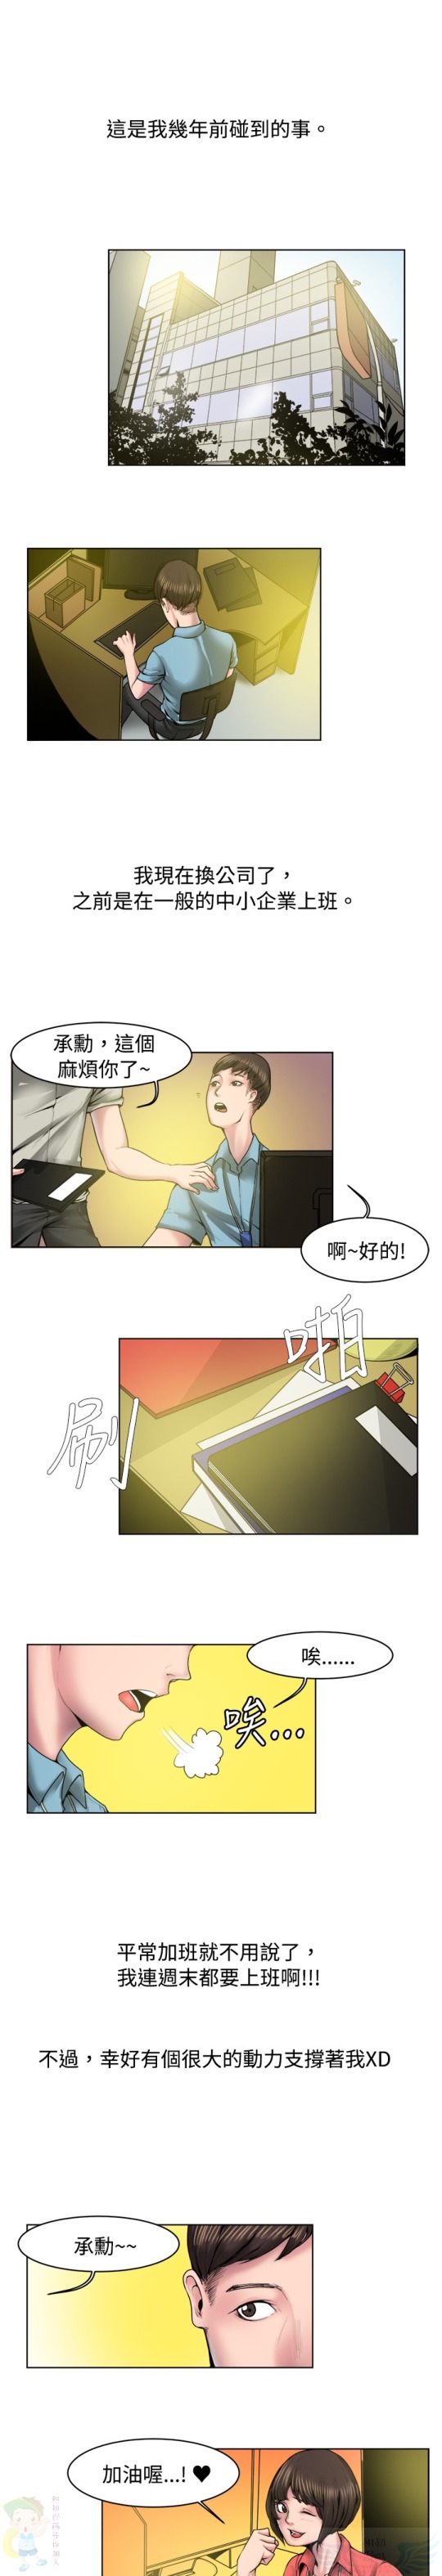 這是我幾年前碰到的事。
我現在換公司了，
之前是在一般的中小企業上班。
承勳，這個
麻煩你了~
啊~好的!
啪
刷
唉......
唉...
平常加班就不用說了，
我連週末都要上班啊!!!
不過，幸好有個很大的動力支撐著我XD
承勳~~
加油喔...!♥